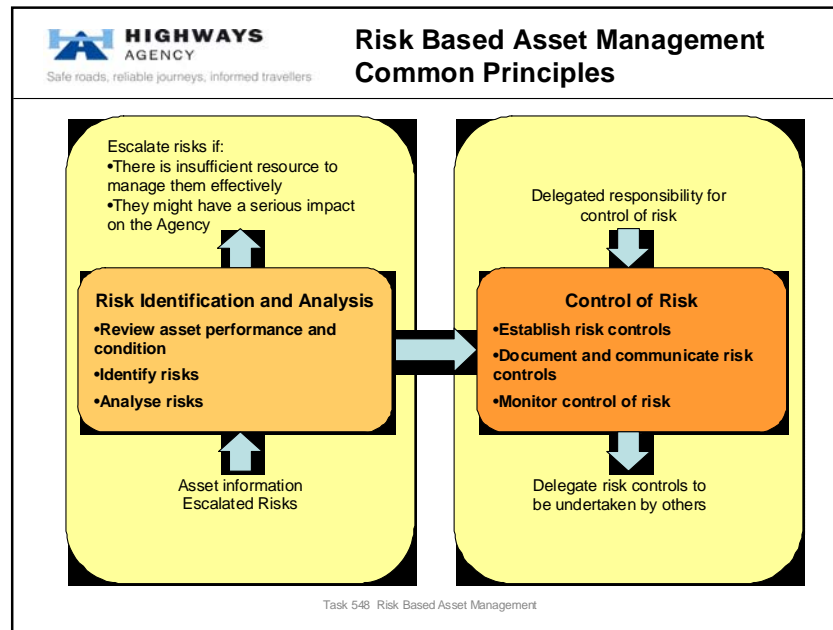 HIGHWAYS
AGENCY
Safe roads, reliable journeys, informed travellers
Risk Based Asset Management
Common Principles
Escalate risks if:
•There is insufficient resource to
manage them effectively
•They might have a serious impact
on the Agency
Risk Identification and Analysis
•Review asset performance and
condition
•Identify risks
•Analyse risks
Asset information
Escalated Risks
Delegated responsibility for
control of risk
Control of Risk
•Establish risk controls
•Document and communicate risk
controls
•Monitor control of risk
Delegate risk controls to
be undertaken by others
Task 548 Risk Based Asset Management